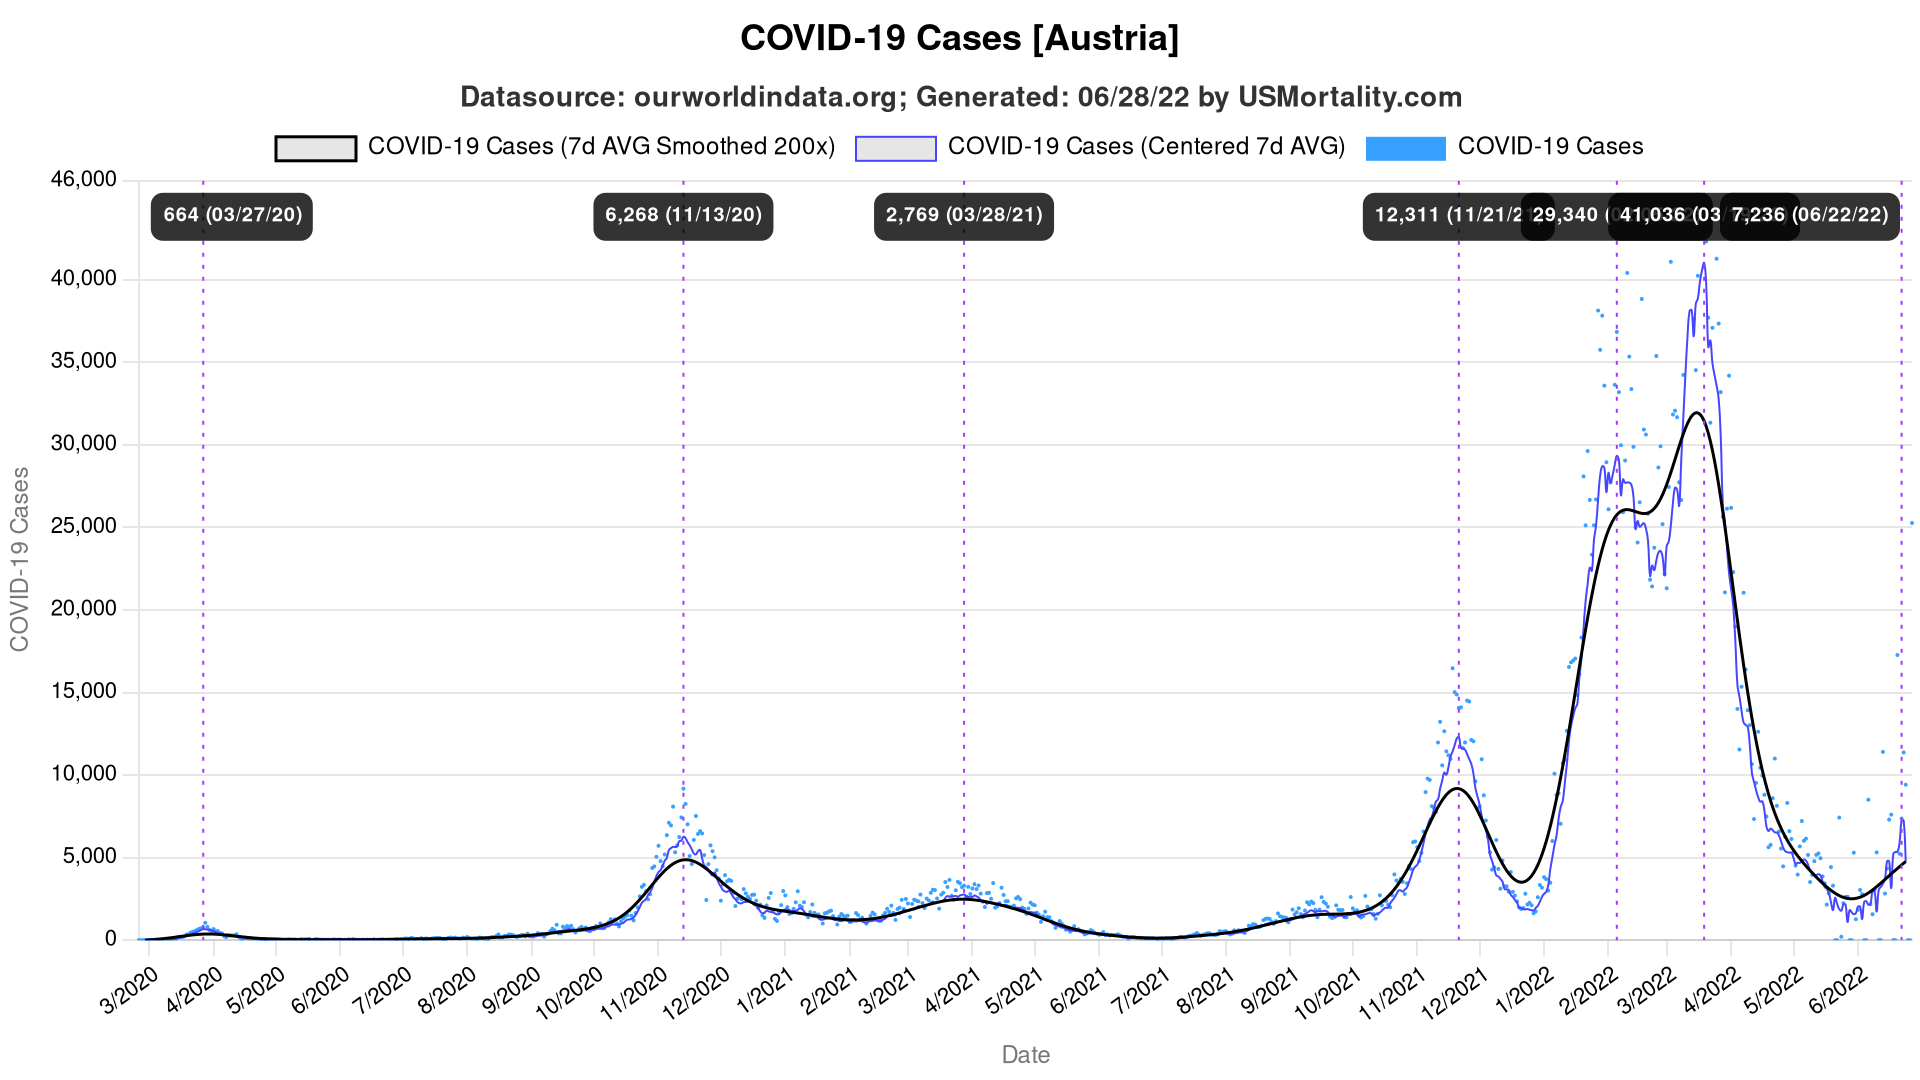 COVID-19 Cases [Austria]
Datasource: ourworldindata.org; Generated: 06/28/22 by USMortality.com
COVID-19 Cases (7d AVG Smoothed 200x) COVID-19 Cases (Centered 7d AVG) COVID-19 Cases
664 (03/27/20) 6,268 (11/13/20) 2,769 (03/28/21) 12,311 (11/21/21) 29,340 41,036 (03 7,236 (06/22/22)
46,000
40,000
35,000
30,000
25,000
20,000
15,000
10,000
5,000
0
COVID-19 Cases
3/2020 4/2020 5/2020 6/2020 7/2020 8/2020 9/2020 10/2020 11/2020 12/2020 1/2021 2/2021 3/2021 4/2021 5/2021 6/2021 7/2021 8/2021 9/2021 10/2021 11/2021 12/2021 1/2022 2/2022 3/2022 4/2022 5/2022 6/2022
Date